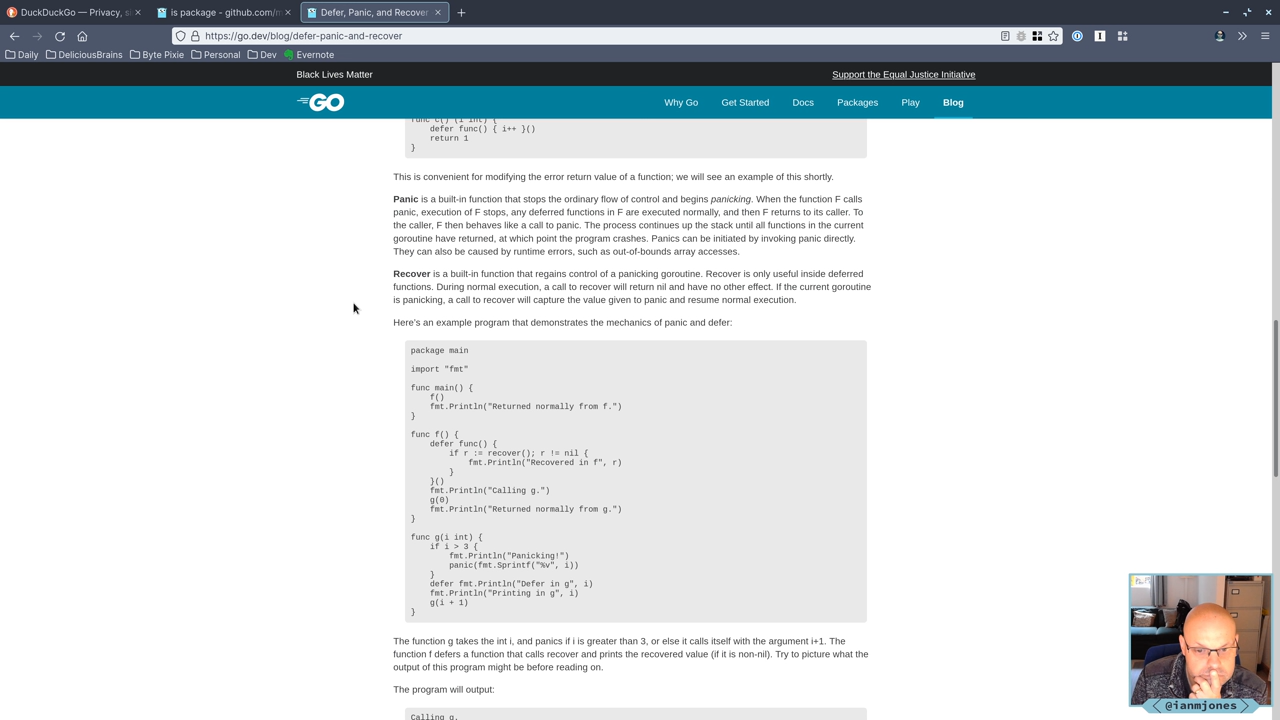 DuckDuckGo — Privacy, s
is package - github.com/m
Defer, Panic, and Recover
https://go.dev/blog/defer-panic-and-recover
Daily
DeliciousBrains
Byte Pixie
Personal
Dev
Evernote
Black Lives Matter
Support the Equal Justice Initiative
GO
Why Go
Get Started
Docs
Packages
Play
Blog
func c() (i int) {
defer func() { i++ }()
return 1
}
This is convenient for modifying the error return value of a function; we will see an example of this shortly.
Panic is a built-in function that stops the ordinary flow of control and begins panicking. When the function F calls
panic, execution of F stops, any deferred functions in F are executed normally, and then F returns to its caller. To
the caller, F then behaves like a call to panic. The process continues up the stack until all functions in the current
goroutine have returned, at which point the program crashes. Panics can be initiated by invoking panic directly.
They can also be caused by runtime errors, such as out-of-bounds array accesses.
Recover is a built-in function that regains control of a panicking goroutine. Recover is only useful inside deferred
functions. During normal execution, a call to recover will return nil and have no other effect. If the current goroutine
is panicking, a call to recover will capture the value given to panic and resume normal execution.
Here's an example program that demonstrates the mechanics of panic and defer:
package main
import "fmt"
func main() {
f()
fmt.Println("Returned normally from f.")
}
func f() {
defer func() {
if r := recover(); r != nil {
fmt.Println("Recovered in f", r)
}
}()
fmt.Println("Calling g.")
g(0)
fmt.Println("Returned normally from g.")
}
func g(i int) {
if i > 3 {
fmt.Println("Panicking!")
panic(fmt.Sprintf("%v", i))
}
defer fmt.Println("Defer in g", i)
fmt.Println("Printing in g", i)
g(i + 1)
}
The function g takes the int i, and panics if i is greater than 3, or else it calls itself with the argument i+1. The
function f defers a function that calls recover and prints the recovered value (if it is non-nil). Try to picture what the
output of this program might be before reading on.
The program will output:
Calling g.
@ianmjones